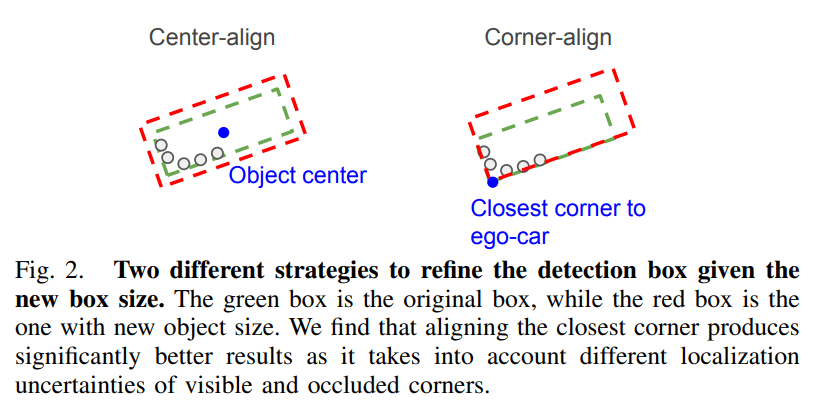 Center-align
Corner-align
Object center
Closest corner to
ego-car
Fig. 2. Two different strategies to refine the detection box given the
new box size. The green box is the original box, while the red box is the
one with new object size. We find that aligning the closest corner produces
significantly better results as it takes into account different localization
uncertainties of visible and occluded corners.